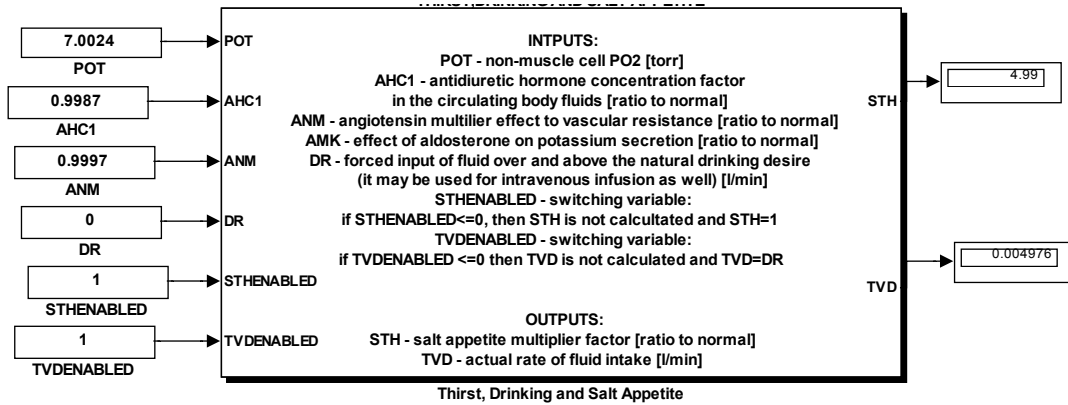 THIRST,DRINKING AND SALT APPETITE
7.0024
POT
0.9987
AHC1
0.9997
ANM
0
DR
1
STHENABLED
1
TVDENABLED
POT
AHC1
ANM
DR
STHENABLED
TVDENABLED
INTPUTS:
POT - non-muscle cell PO2 [torr]
AHC1 - antidiuretic hormone concentration factor
in the circulating body fluids [ratio to normal]
ANM - angiotensin multilier effect to vascular resistance [ratio to normal]
AMK - effect of aldosterone on potassium secretion [ratio to normal]
DR - forced input of fluid over and above the natural drinking desire
(it may be used for intravenous infusion as well) [l/min]
STHENABLED - switching variable:
if STHENABLED<=0, then STH is not calcultated and STH=1
TVDENABLED - switching variable:
if TVDENABLED <=0 then TVD is not calculated and TVD=DR
OUTPUTS:
STH - salt appetite multiplier factor [ratio to normal]
TVD - actual rate of fluid intake [l/min]
STH
TVD
4.99
0.004976
Thirst, Drinking and Salt Appetite